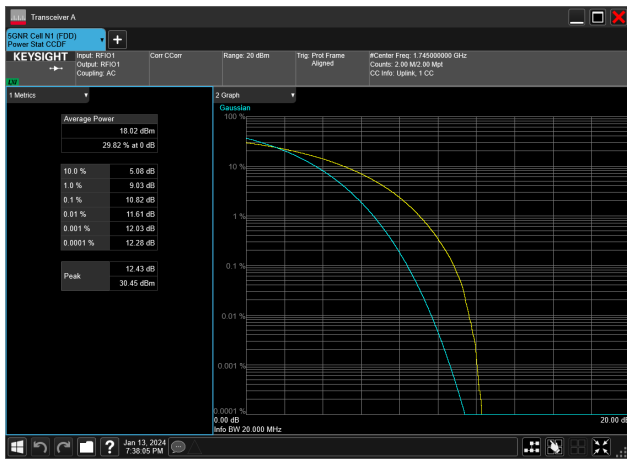 Transceiver A
5GNR Cell N1 (FDD)
Power Stat CCDF
KEYSIGHT
Input: RFIO1
Output: RFIO1
Coupling: AC
Corr CCorr
Range: 20 dBm
Trig: Prot Frame
Aligned
#Center Freq: 1.745000000 GHz
Counts: 2.00 M/2.00 Mpt
CC Info: Uplink, 1 CC
1 Metrics
Average Power
18.02 dBm
29.82 % at 0 dB
10.0 % 5.08 dB
1.0 % 9.03 dB
0.1 % 10.82 dB
0.01 % 11.61 dB
0.001 % 12.03 dB
0.0001 % 12.28 dB
Peak
12.43 dB
30.45 dBm
2 Graph
Gaussian
100 %
10 %
1 %
0.1 %
0.01 %
0.001 %
0.0001 %
0.00 dB
20.00 dB
Info BW 20.000 MHz
Jan 13, 2024
7:38:05 PM